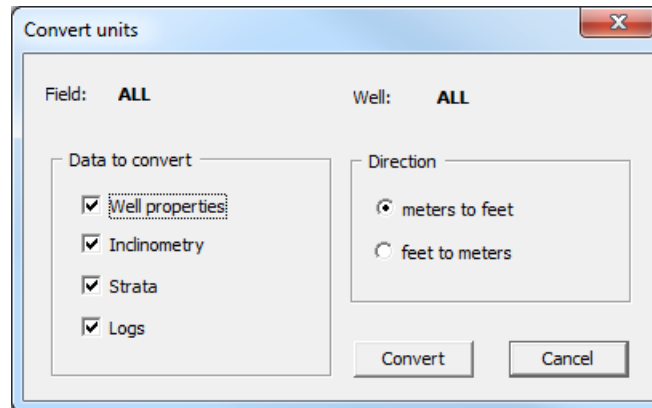 Convert units
Field: ALL Well: ALL
Data to convert
Well properties
Inclinometry
Strata
Logs
Direction
meters to feet
feet to meters
Convert Cancel